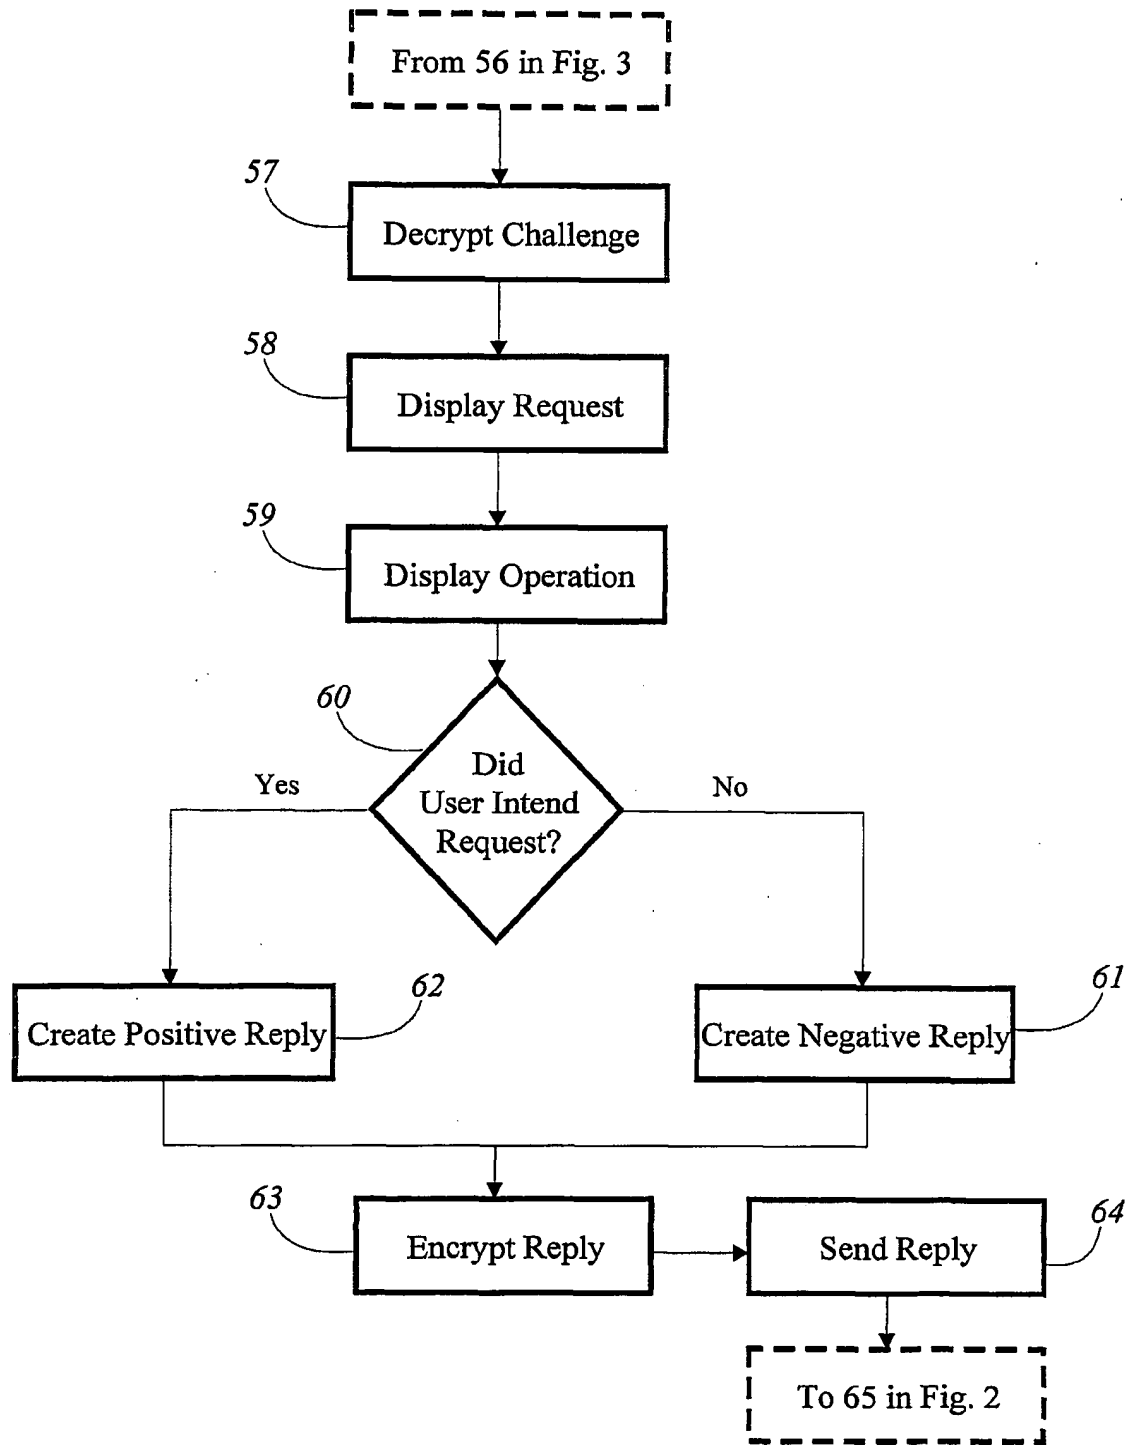 From 56 in Fig. 3
57
Decrypt Challenge
58
Display Request
59
Display Operation
60
Did
User Intend
Request?
Yes
No
62
Create Positive Reply
61
Create Negative Reply
63
Encrypt Reply
64
Send Reply
To 65 in Fig. 2